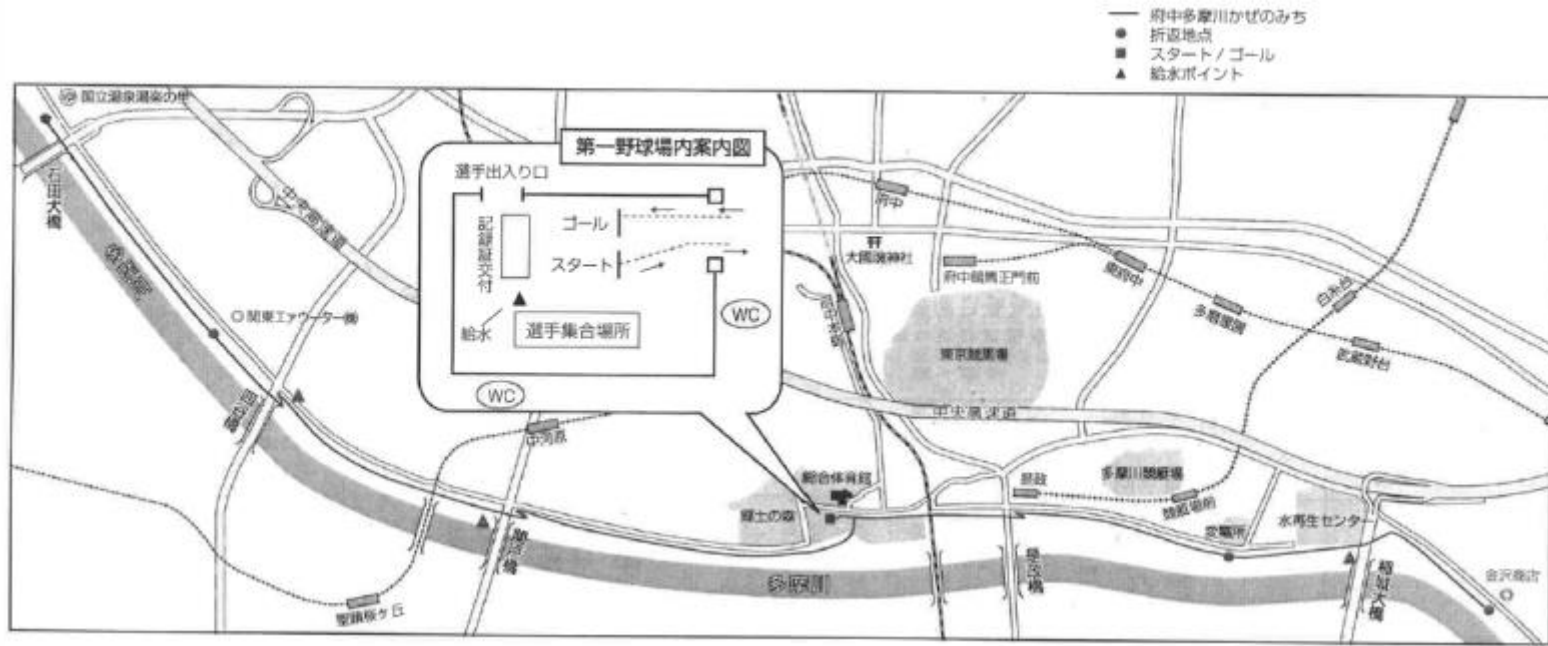 府中多摩川かぜのみち
折返地点
スタート / ゴール
給水ポイント
国立温泉湯楽の里
石田大橋
中央高速道
関東エアウォーター㈱
第一野球場内案内図
選手出入り口
記録証交付
ゴール
スタート
給水
選手集合場所
WC
WC
府中
大國魂神社
府中競馬正門前
東府中
多磨霊園
白糸台
武蔵野台
東京競馬場
中央高速道
中河原
聖蹟桜ヶ丘
総合体育館
郷土の森
是政
多摩川競艇場
競艇場前
変電所
水再生センター
多摩川
是政橋
稲城大橋
金沢商店